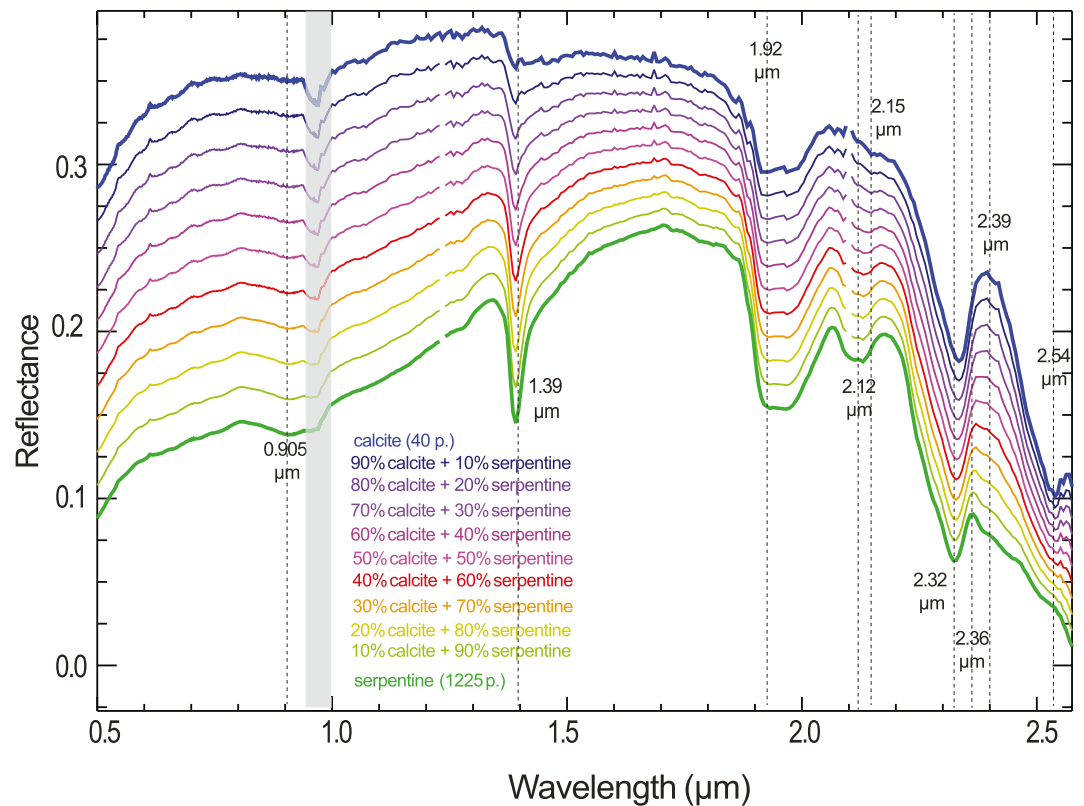 1.92
µm
2.15
µm
0.3
2.39
µm
0.2
2.54
µm
1.39
µm
2.12
µm
Reflectance
0.905
µm
calcite (40 p.)
90% calcite + 10% serpentine
80% calcite + 20% serpentine
70% calcite + 30% serpentine
60% calcite + 40% serpentine
50% calcite + 50% serpentine
40% calcite + 60% serpentine
30% calcite + 70% serpentine
20% calcite + 80% serpentine
10% calcite + 90% serpentine
serpentine (1225 p.)
0.1
2.32
µm
2.36
µm
0.0
0.5 1.0 1.5 2.0 2.5
Wavelength (µm)